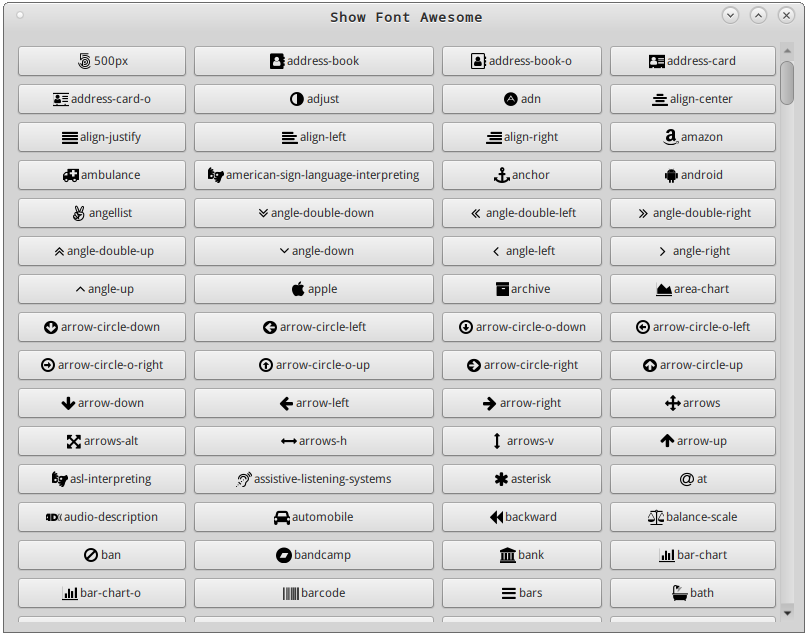 Show Font Awesome
500px address-book address-book-o address-card
address-card-o adjust adn align-center
align-justify align-left align-right amazon
ambulance american-sign-language-interpreting anchor android
angellist angle-double-down angle-double-left angle-double-right
angle-double-up angle-down angle-left angle-right
angle-up apple archive area-chart
arrow-circle-down arrow-circle-left arrow-circle-o-down arrow-circle-o-left
arrow-circle-o-right arrow-circle-o-up arrow-circle-right arrow-circle-up
arrow-down arrow-left arrow-right arrows
arrows-alt arrows-h arrows-v arrow-up
asl-interpreting assistive-listening-systems asterisk at
audio-description automobile backward balance-scale
ban bandcamp bank bar-chart
bar-chart-o barcode bars bath